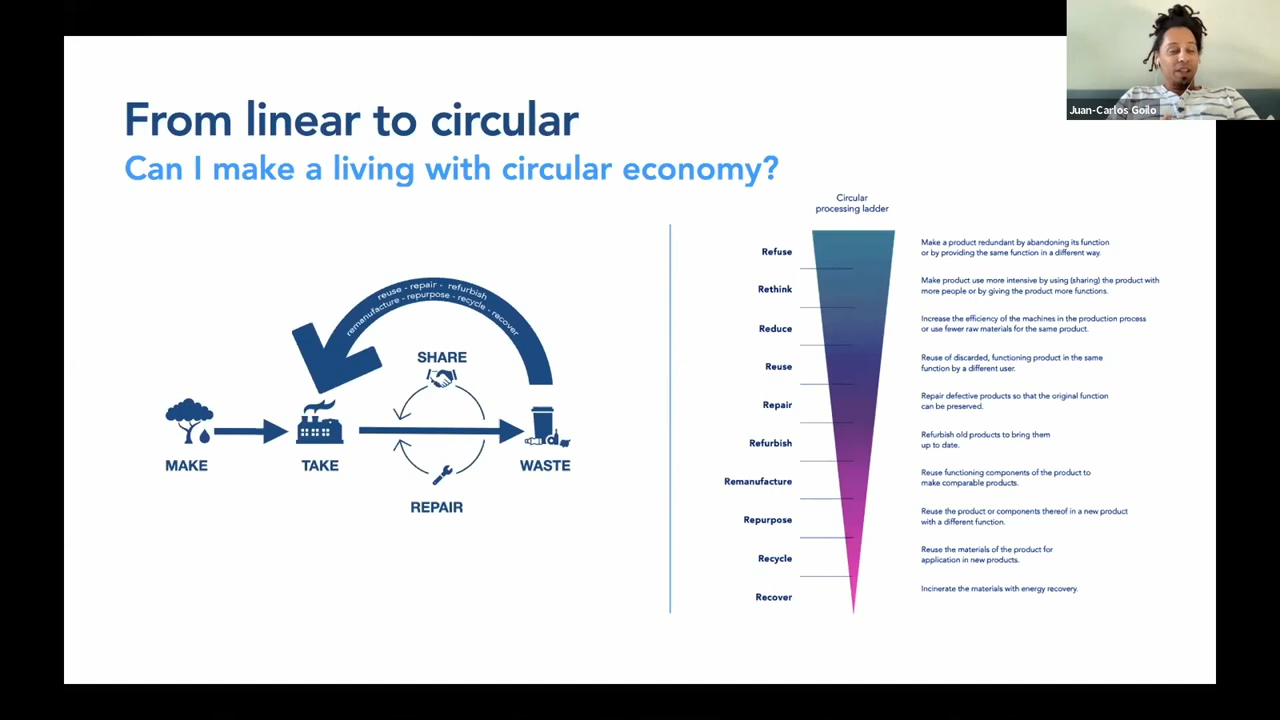 From linear to circular
Can I make a living with circular economy?
Juan-Carlos Goilo
reuse - repair - refurbish
remanufacture - repurpose - recycle - recover
SHARE
MAKE
TAKE
WASTE
REPAIR
Circular
processing ladder
Refuse
Make a product redundant by abandoning its function
or by providing the same function in a different way.
Rethink
Make product use more intensive by using (sharing) the product with
more people or by giving the product more functions.
Reduce
Increase the efficiency of the machines in the production process
or use fewer raw materials for the same product.
Reuse
Reuse of discarded, functioning product in the same
function by a different user.
Repair
Repair defective products so that the original function
can be preserved.
Refurbish
Refurbish old products to bring them
up to date.
Remanufacture
Reuse functioning components of the product to
make comparable products.
Repurpose
Reuse the product or components thereof in a new product
with a different function.
Recycle
Reuse the materials of the product for
application in new products.
Recover
Incinerate the materials with energy recovery.